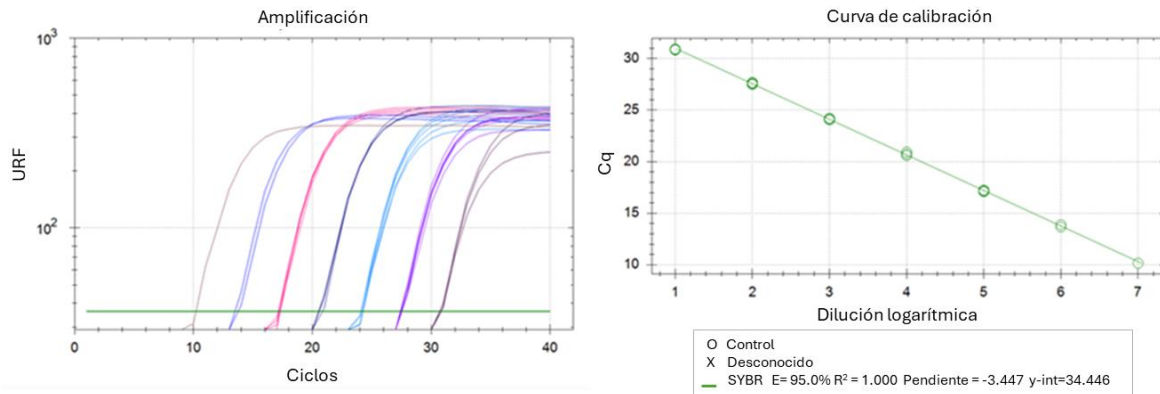 Amplificación
10³
10²
URF
0
10
20
30
40
Ciclos
Curva de calibración
30
25
20
15
10
Cq
1
2
3
4
5
6
7
Dilución logarítmica
O Control
X Desconocido
SYBR E= 95.0% R² = 1.000 Pendiente = -3.447 y-int=34.446